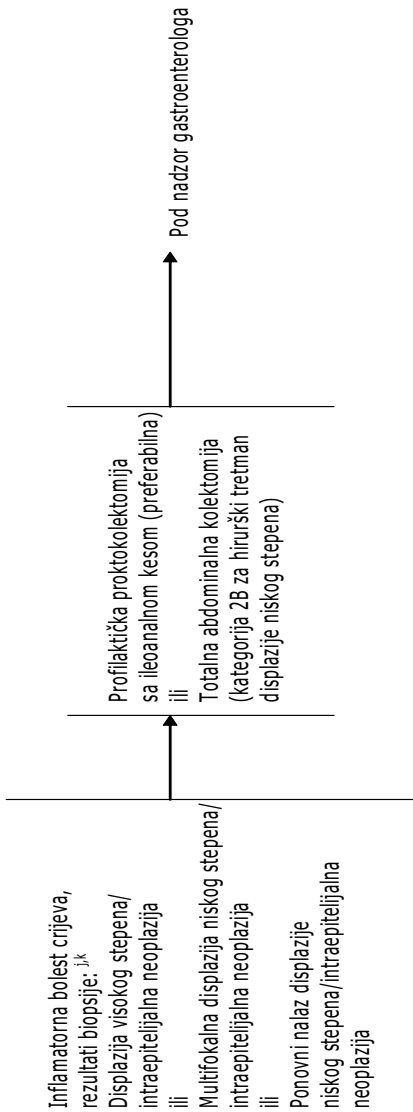 Inflamatorna bolest crijeva,
rezultati biopsije: j,k
Displazija visokog stepena/
intraepitelijalna neoplazija
ili
Multifokalna displazija niskog stepena/
intraepitelijalna neoplazija
ili
Ponovni nalaz displazije
niskog stepena/intraepitelijalna
neoplazija
Profilaktička proktokolektomija
sa ileoanalnom kesom (preferabilna)
ili
Totalna abdominalna kolektomija
(kategorija 2B za hirurški tretman
displazije niskog stepena)
Pod nadzor gastroenterologa